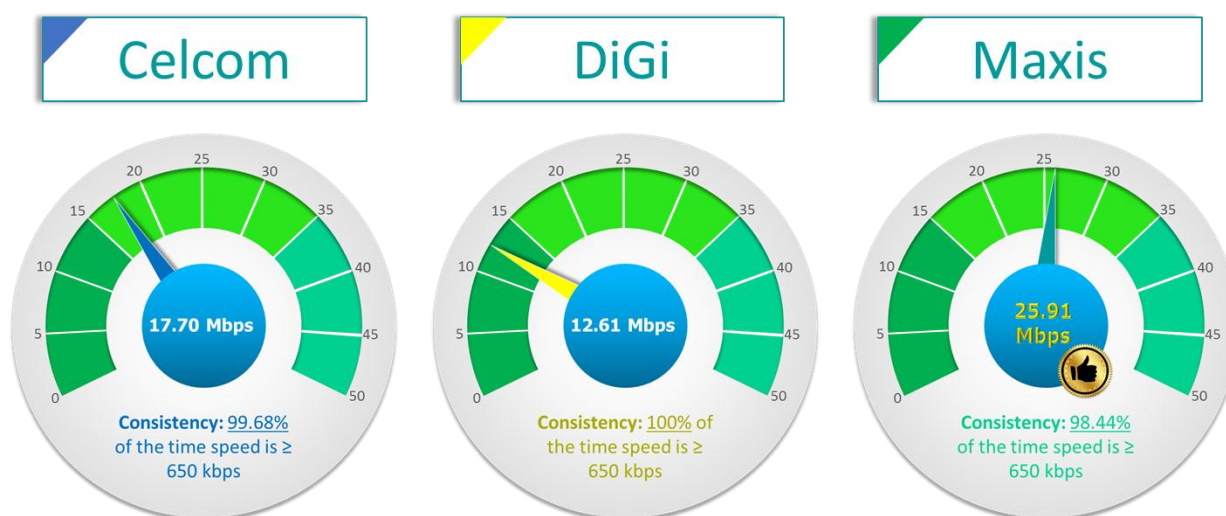 Celcom
DiGi
Maxis
0
5
10
15
20
25
30
35
40
45
50
17.70 Mbps
Consistency: 99.68%
of the time speed is ≥
650 kbps
0
5
10
15
20
25
30
35
40
45
50
12.61 Mbps
Consistency: 100% of
the time speed is ≥
650 kbps
0
5
10
15
20
25
30
35
40
45
50
25.91
Mbps
Consistency: 98.44%
of the time speed is ≥
650 kbps